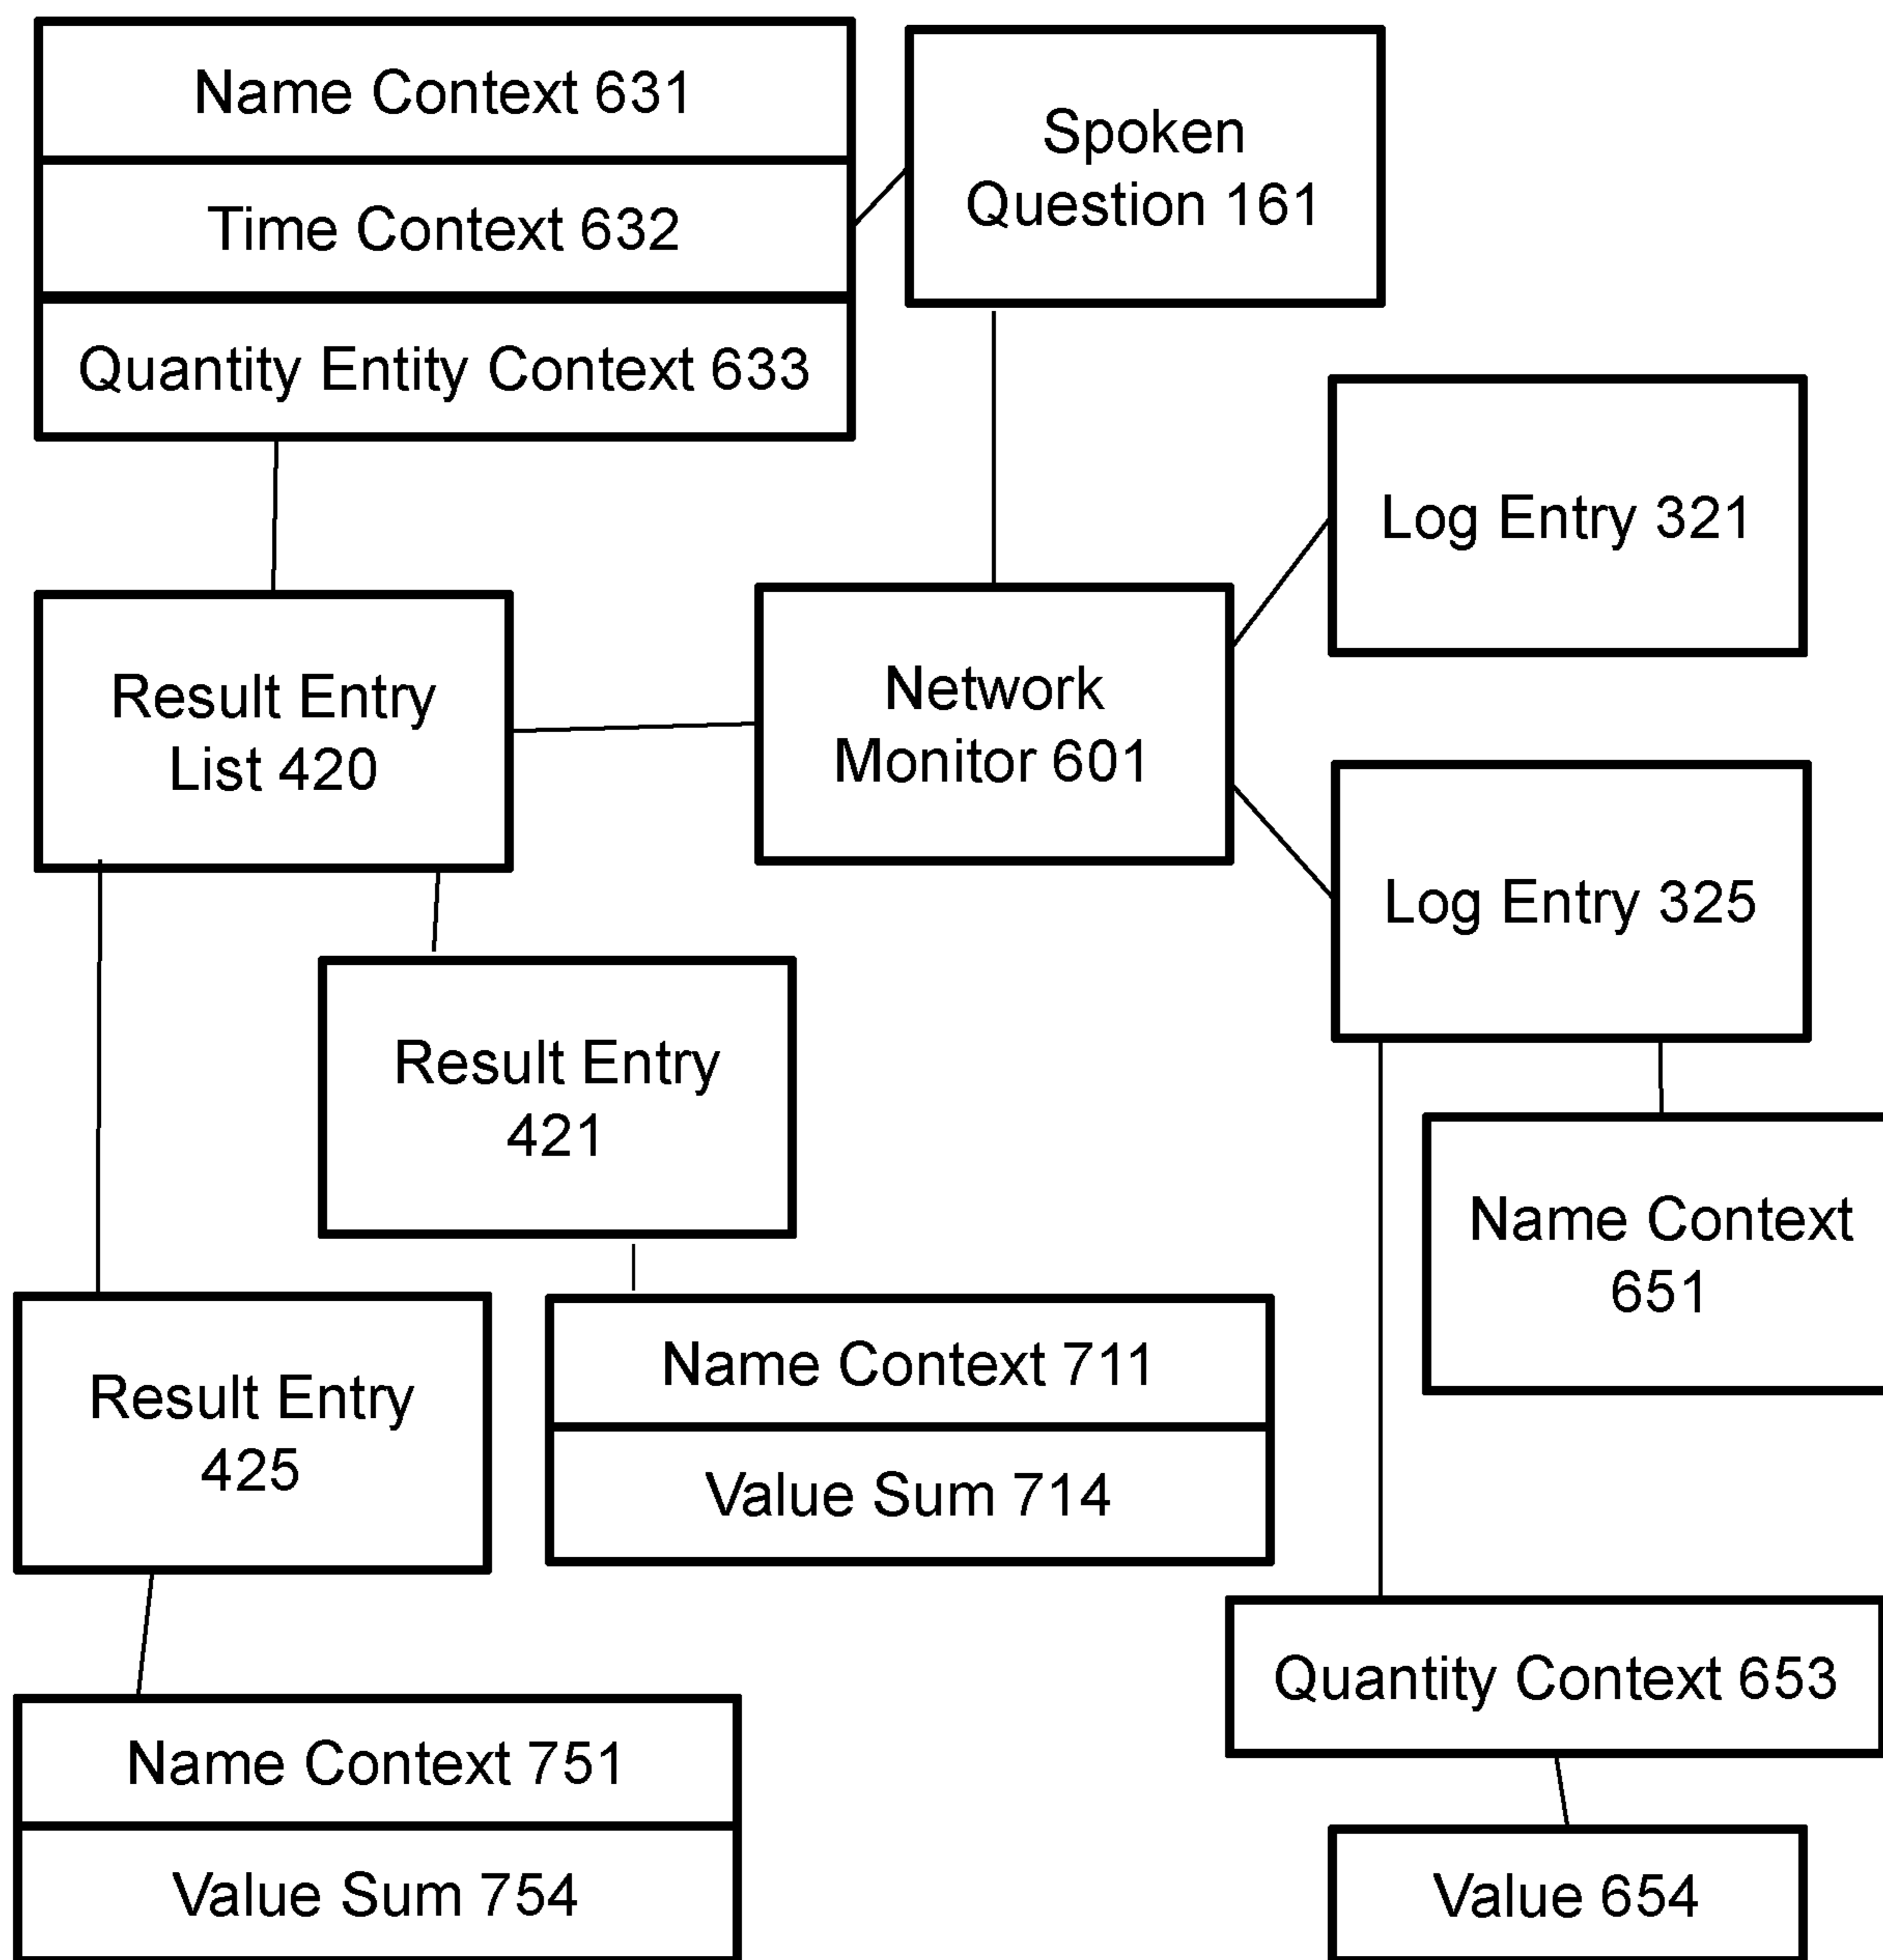 Name Context 631
Time Context 632
Quantity Entity Context 633
Spoken
Question 161
Log Entry 321
Result Entry
List 420
Network
Monitor 601
Log Entry 325
Result Entry
421
Name Context
651
Result Entry
425
Name Context 711
Value Sum 714
Quantity Context 653
Name Context 751
Value Sum 754
Value 654